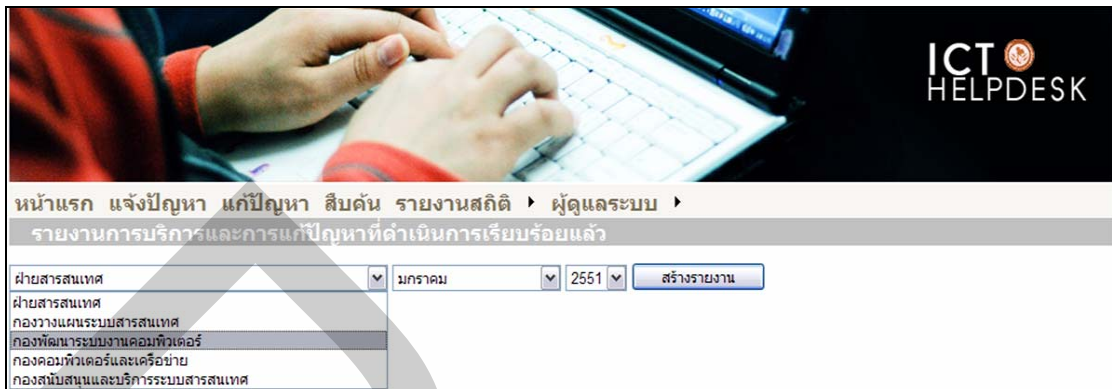 ICT
HELPDESK
หน้าแรก แจ้งปัญหา แก้ปัญหา สืบค้น รายงานสถิติ ผู้ดูแลระบบ
รายงานการบริการและการแก้ปัญหาที่ดำเนินการเรียบร้อยแล้ว
ฝ่ายสารสนเทศ มกราคม 2551 สร้างรายงาน
ฝ่ายสารสนเทศ
กองวางแผนระบบสารสนเทศ
กองพัฒนาระบบงานคอมพิวเตอร์
กองคอมพิวเตอร์และเครือข่าย
กองสนับสนุนและบริการระบบสารสนเทศ